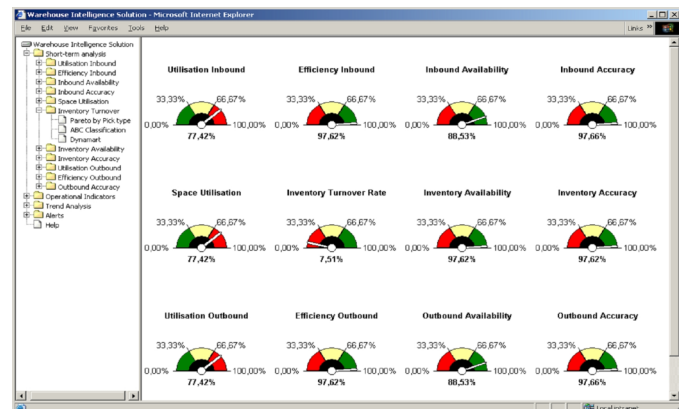 Warehouse Intelligence Solution - Microsoft Internet Explorer
File Edit View Favorites Tools Help Links »
Warehouse Intelligence Solution
Short-term analysis
Utilisation Inbound
Efficiency Inbound
Inbound Availability
Inbound Accuracy
Space Utilisation
Inventory Turnover
Pareto by Pick type
ABC Classification
Dynamart
Inventory Availability
Inventory Accuracy
Utilisation Outbound
Efficiency Outbound
Outbound Accuracy
Operational Indicators
Trend Analysis
Alerts
Help
Utilisation Inbound Efficiency Inbound Inbound Availability Inbound Accuracy
33,33% 66,67% 33,33% 66,67% 33,33% 66,67% 33,33% 66,67%
0,00% 100,00% 0,00% 100,00% 0,00% 100,00% 0,00% 100,00%
77,42% 97,62% 88,53% 97,66%
Space Utilisation Inventory Turnover Rate Inventory Availability Inventory Accuracy
33,33% 66,67% 33,33% 66,67% 33,33% 66,67% 33,33% 66,67%
0,00% 100,00% 0,00% 100,00% 0,00% 100,00% 0,00% 100,00%
77,42% 7,51% 97,62% 97,62%
Utilisation Outbound Efficiency Outbound Outbound Availability Outbound Accuracy
33,33% 66,67% 33,33% 66,67% 33,33% 66,67% 33,33% 66,67%
0,00% 100,00% 0,00% 100,00% 0,00% 100,00% 0,00% 100,00%
77,42% 97,62% 88,53% 97,66%
Local intranet